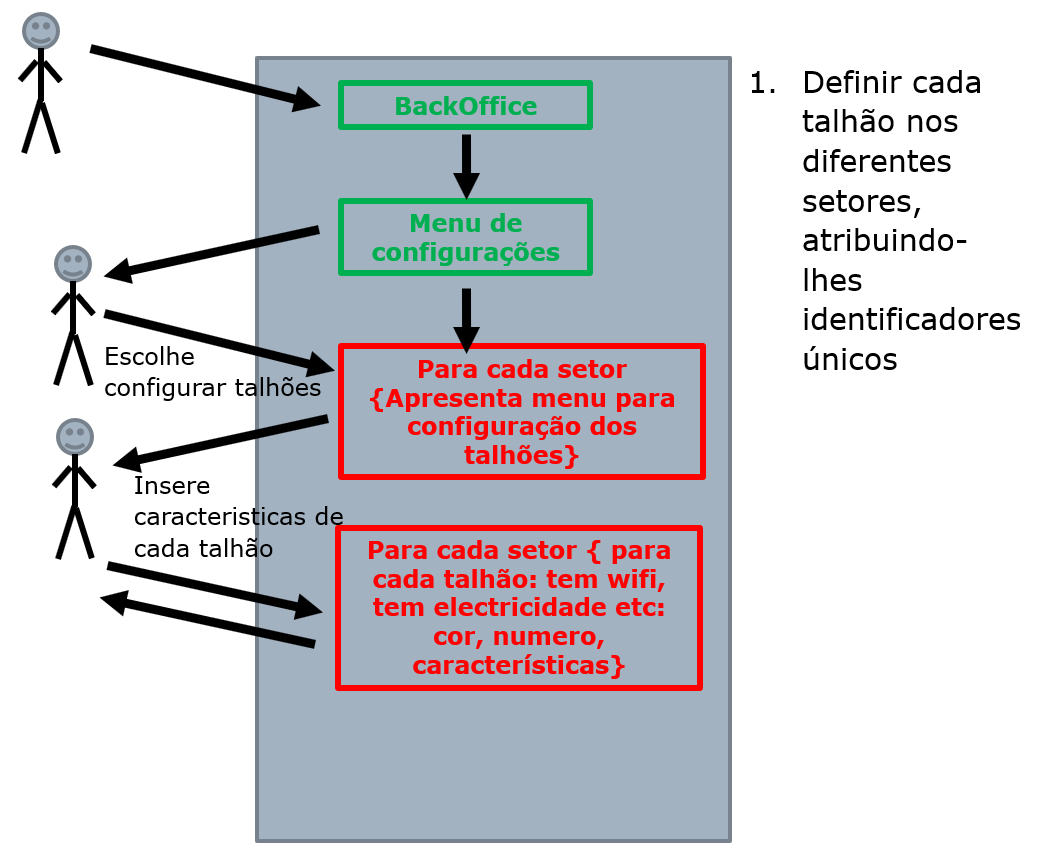 BackOffice
Menu de
configurações
Escolhe
configurar talhões
Para cada setor
{Apresenta menu para
configuração dos
talhões}
Insere
caracteristicas de
cada talhão
Para cada setor { para
cada talhão: tem wifi,
tem electricidade etc:
cor, numero,
características}
1. Definir cada
talhão nos
diferentes
setores,
atribuindo-
lhes
identificadores
únicos